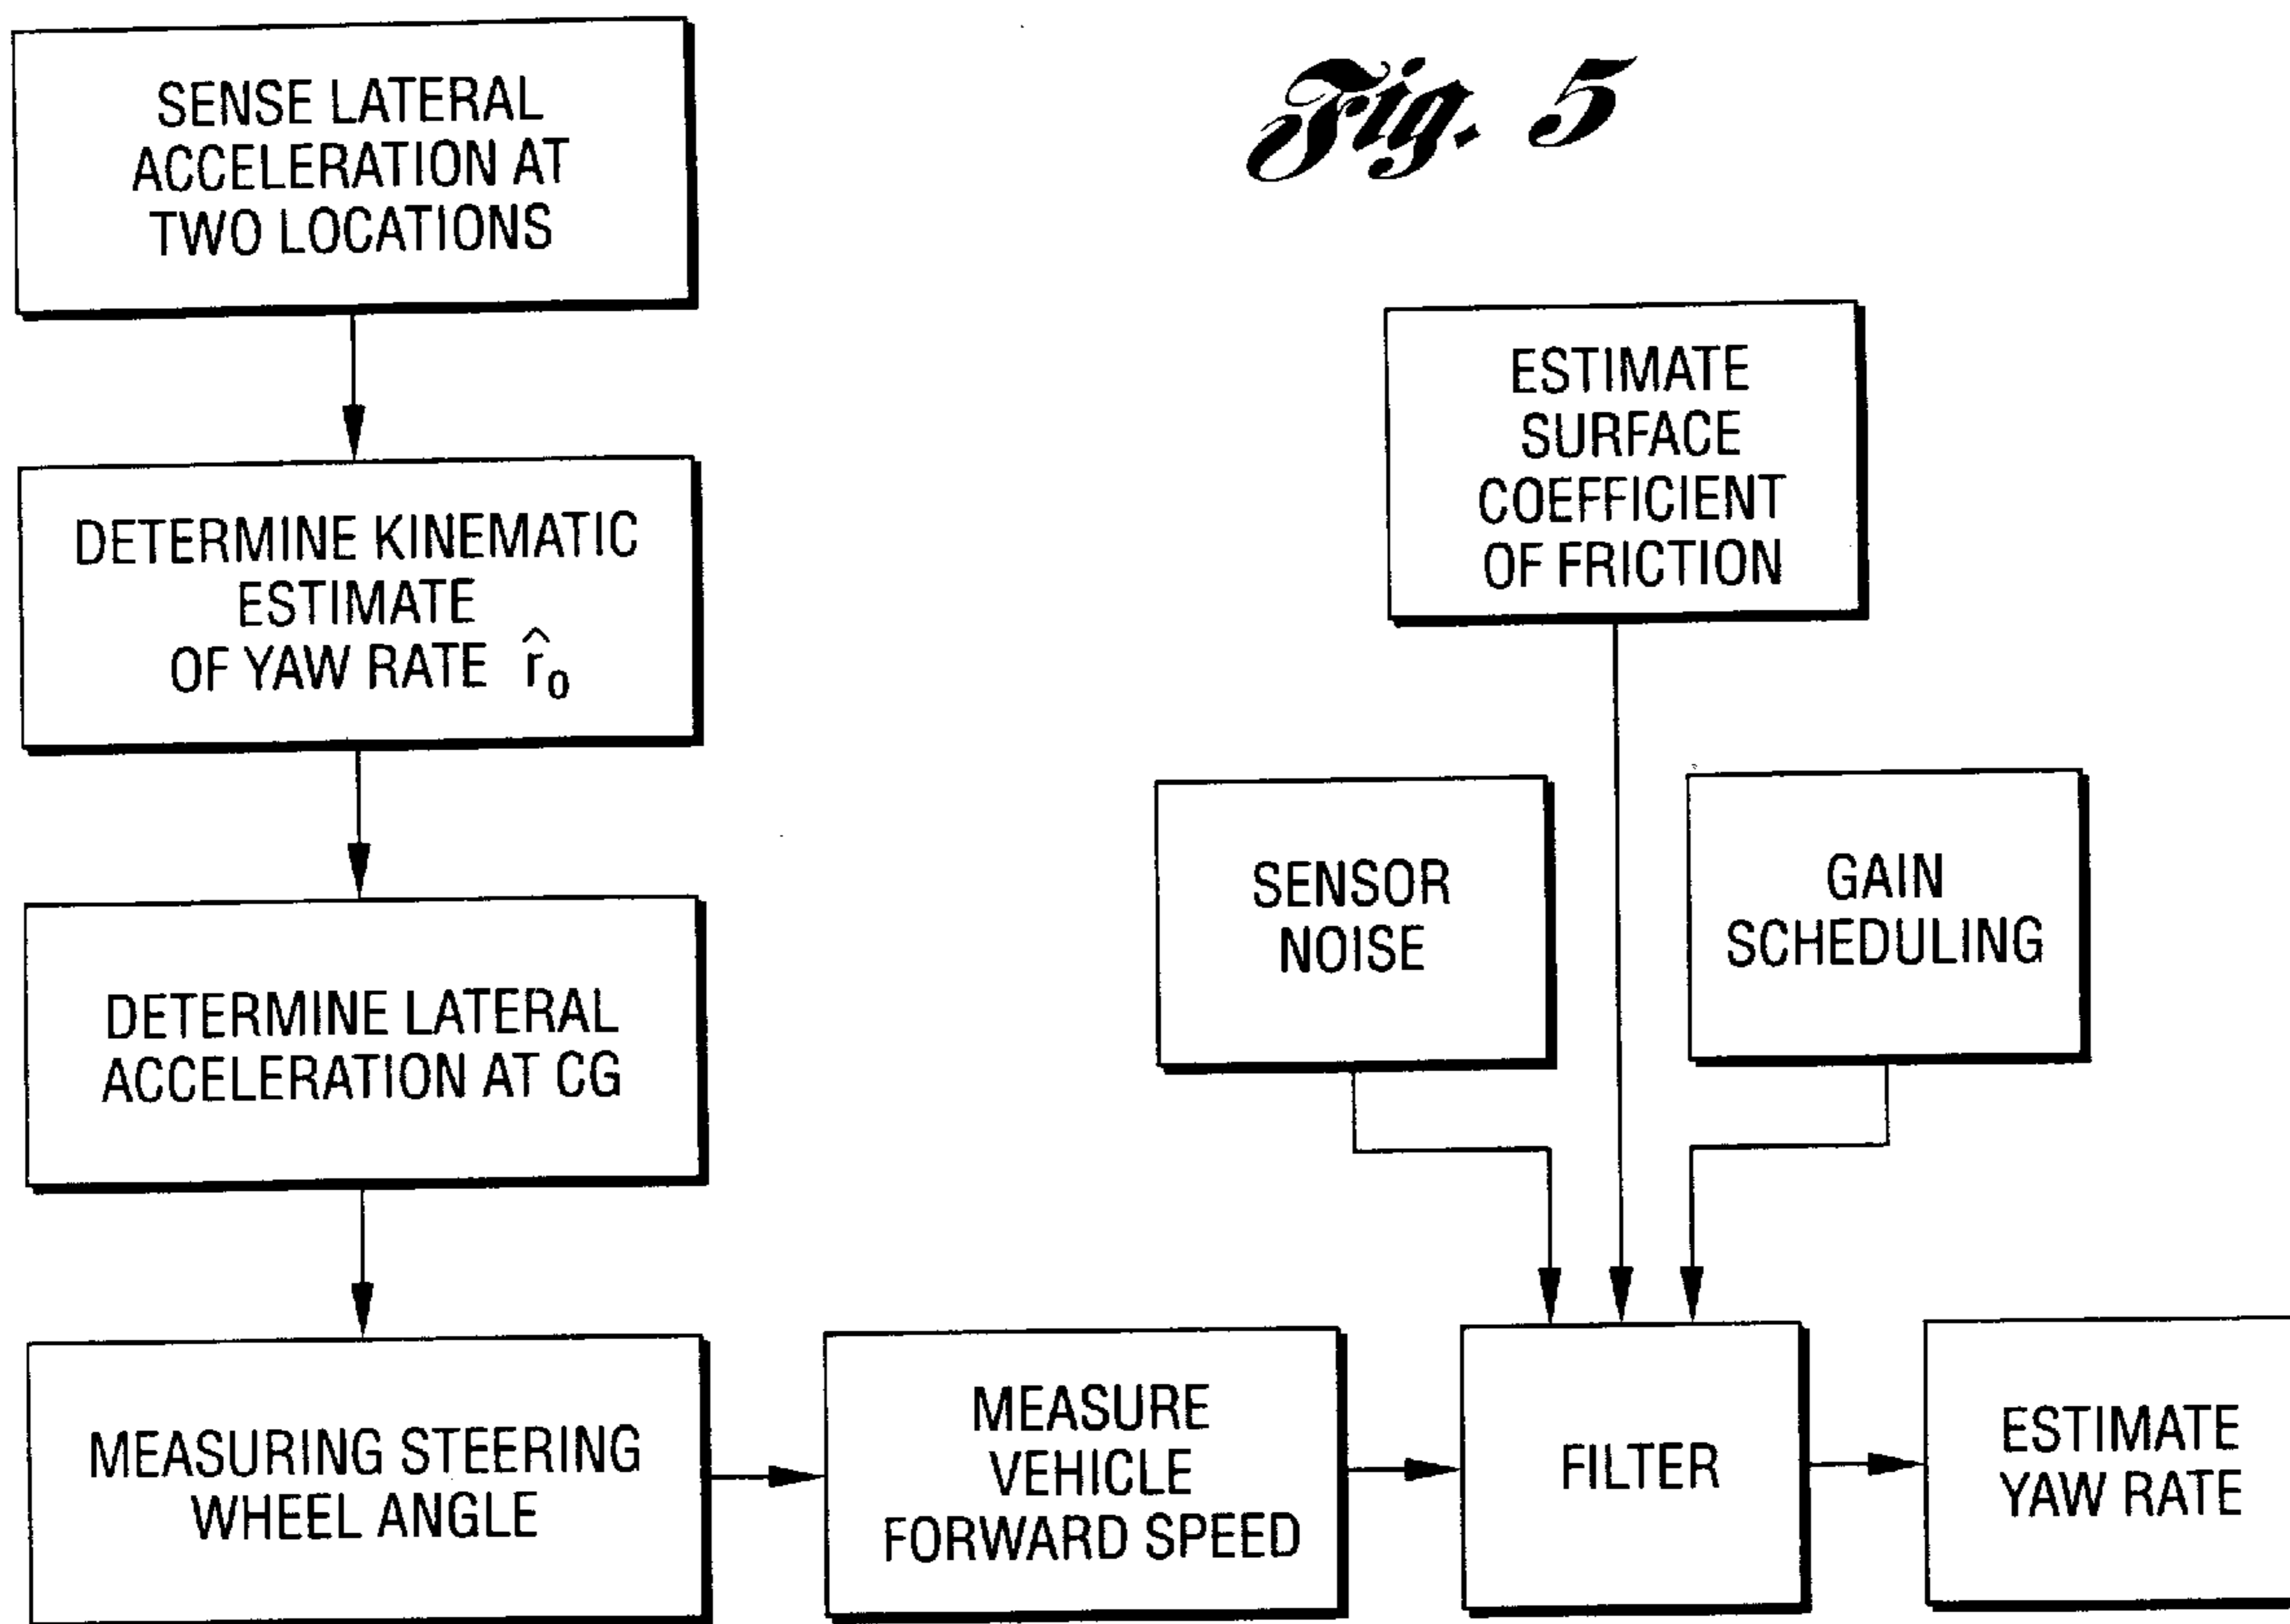 Fig. 5
SENSE LATERAL
ACCELERATION AT
TWO LOCATIONS
DETERMINE KINEMATIC
ESTIMATE
OF YAW RATE r̂₀
DETERMINE LATERAL
ACCELERATION AT CG
MEASURING STEERING
WHEEL ANGLE
MEASURE
VEHICLE
FORWARD SPEED
ESTIMATE
SURFACE
COEFFICIENT
OF FRICTION
SENSOR
NOISE
GAIN
SCHEDULING
FILTER
ESTIMATE
YAW RATE